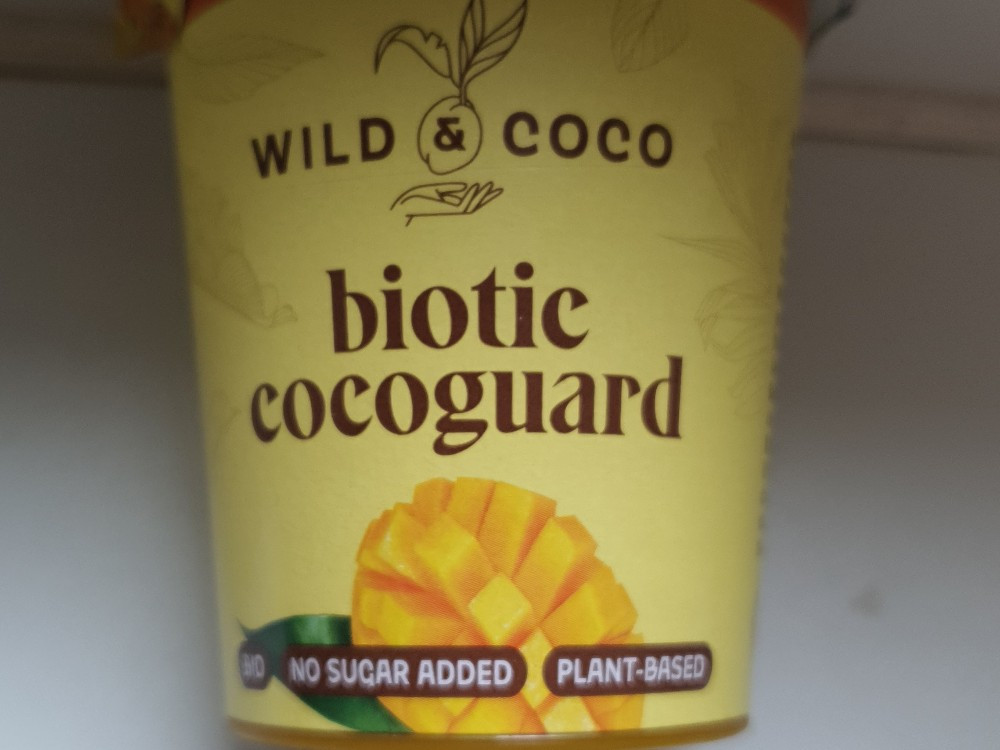 WILD & COCO
biotic
cocoguard
BIO NO SUGAR ADDED PLANT-BASED